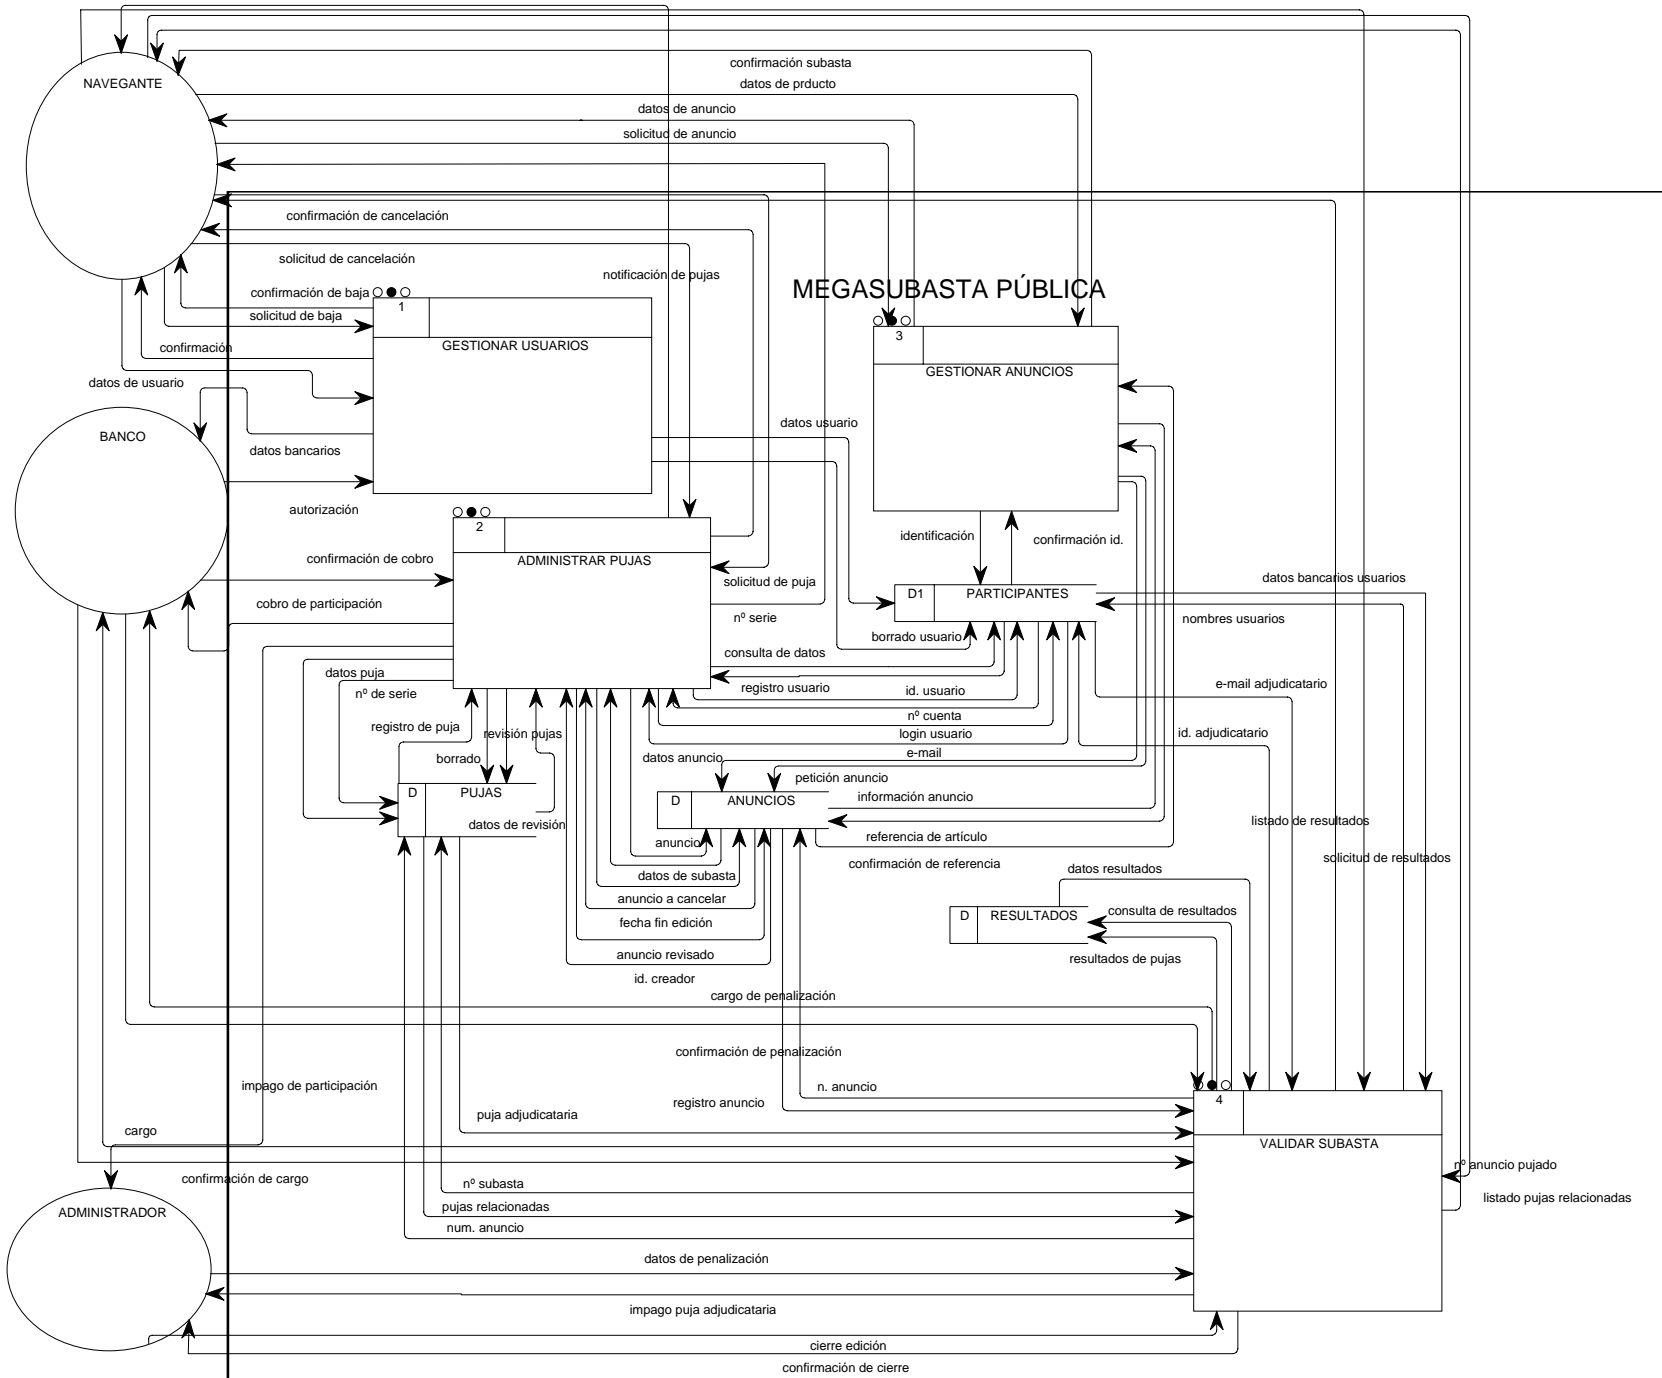 confirmación subasta
NAVEGANTE
datos de prducto
datos de anuncio
solicitud de anuncio
confirmación de cancelación
solicitud de cancelación
notificación de pujas
MEGASUBASTA PÚBLICA
confirmación de baja
1
solicitud de baja
3
GESTIONAR USUARIOS
confirmación
GESTIONAR ANUNCIOS
datos de usuario
datos usuario
BANCO
datos bancarios
autorización
2
identificación
confirmación id.
confirmación de cobro
ADMINISTRAR PUJAS
solicitud de puja
datos bancarios usuarios
D1
PARTICIPANTES
cobro de participación
nº serie
nombres usuarios
borrado usuario
consulta de datos
datos puja
registro usuario
id. usuario
e-mail adjudicatario
nº de serie
nº cuenta
registro de puja
revisión pujas
login usuario
id. adjudicatario
borrado
datos anuncio
e-mail
petición anuncio
D
PUJAS
D
ANUNCIOS
información anuncio
datos de revisión
listado de resultados
anuncio
referencia de artículo
confirmación de referencia
solicitud de resultados
datos de subasta
datos resultados
anuncio a cancelar
D
RESULTADOS
consulta de resultados
fecha fin edición
anuncio revisado
resultados de pujas
id. creador
cargo de penalización
confirmación de penalización
impago de participación
n. anuncio
registro anuncio
4
puja adjudicataria
cargo
VALIDAR SUBASTA
nº anuncio pujado
confirmación de cargo
nº subasta
listado pujas relacionadas
pujas relacionadas
ADMINISTRADOR
num. anuncio
datos de penalización
impago puja adjudicataria
cierre edición
confirmación de cierre